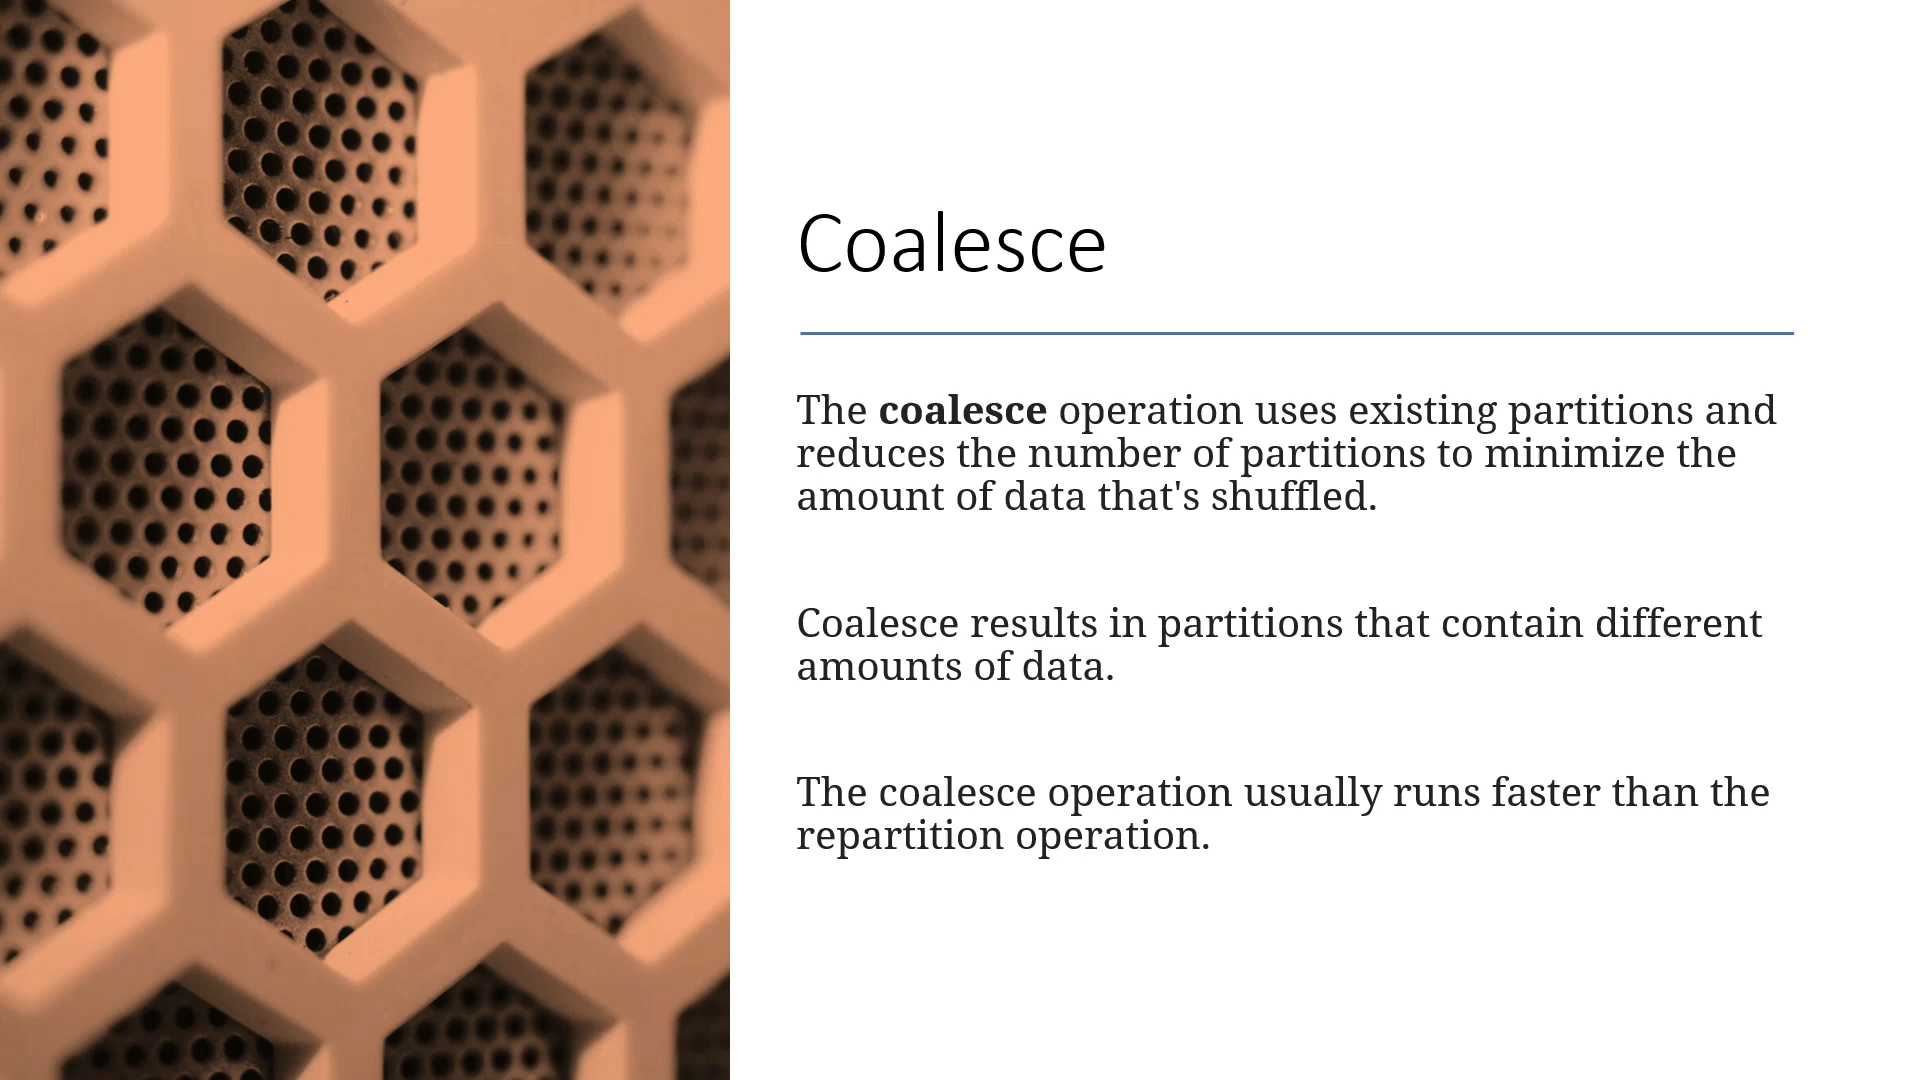 Coalesce
The coalesce operation uses existing partitions and
reduces the number of partitions to minimize the
amount of data that's shuffled.
Coalesce results in partitions that contain different
amounts of data.
The coalesce operation usually runs faster than the
repartition operation.